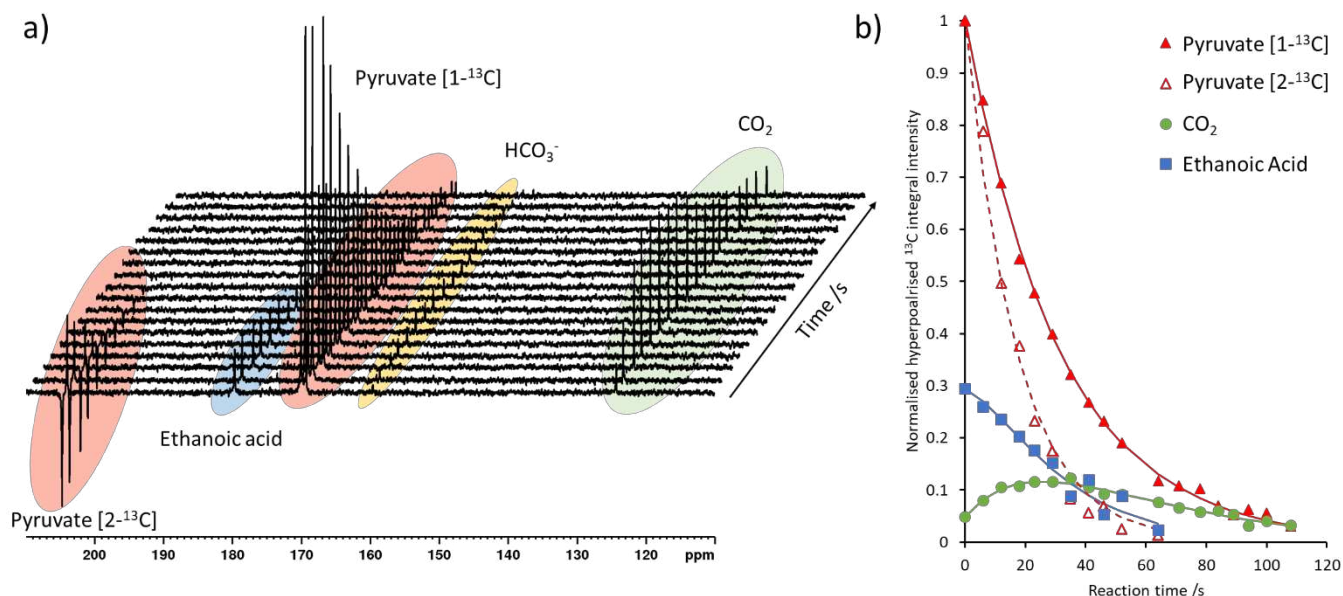 a)
Pyruvate [1-¹³C]
HCO₃⁻
CO₂
Time /s
Ethanoic acid
Pyruvate [2-¹³C]
200 190 180 170 160 150 140 130 120 ppm
b)
Pyruvate [1-¹³C]
Pyruvate [2-¹³C]
CO₂
Ethanoic Acid
Normalised hyperpoalrised ¹³C integral intensity
1
0.9
0.8
0.7
0.6
0.5
0.4
0.3
0.2
0.1
0
0 20 40 60 80 100 120
Reaction time /s